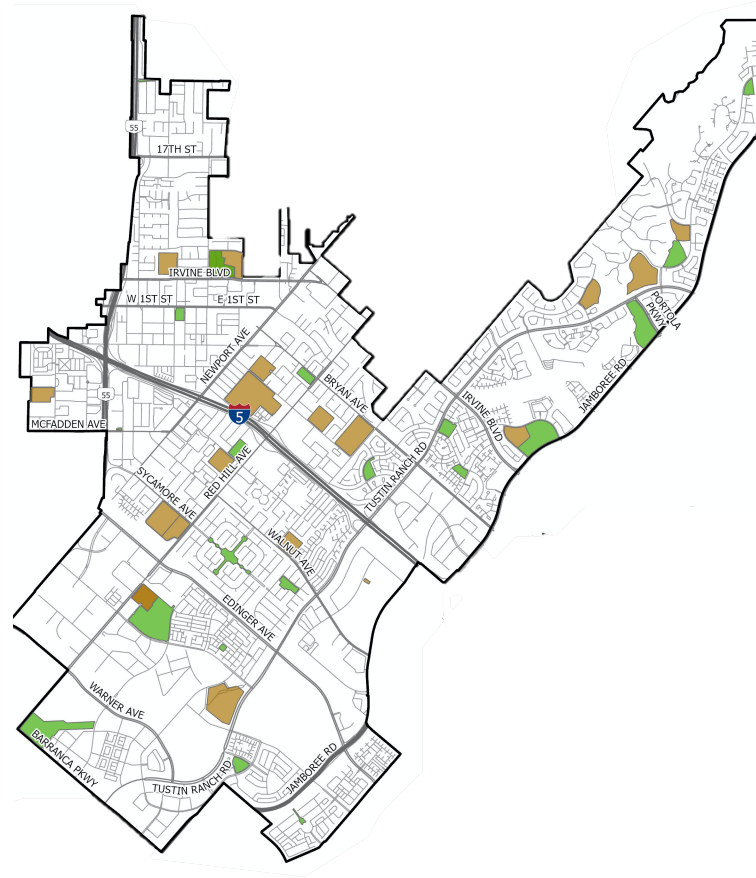 55
17TH ST
IRVINE BLVD
W 1ST ST
E 1ST ST
PORTOLA
PKWY
NEWPORT AVE
BRYAN AVE
JAMBOREE RD
55
IRVINE BLVD
5
MCFADDEN AVE
RED HILL AVE
TUSTIN RANCH RD
SYCAMORE AVE
WALNUT AVE
EDINGER AVE
WARNER AVE
BARRANCA PKWY
TUSTIN RANCH RD
JAMBOREE RD